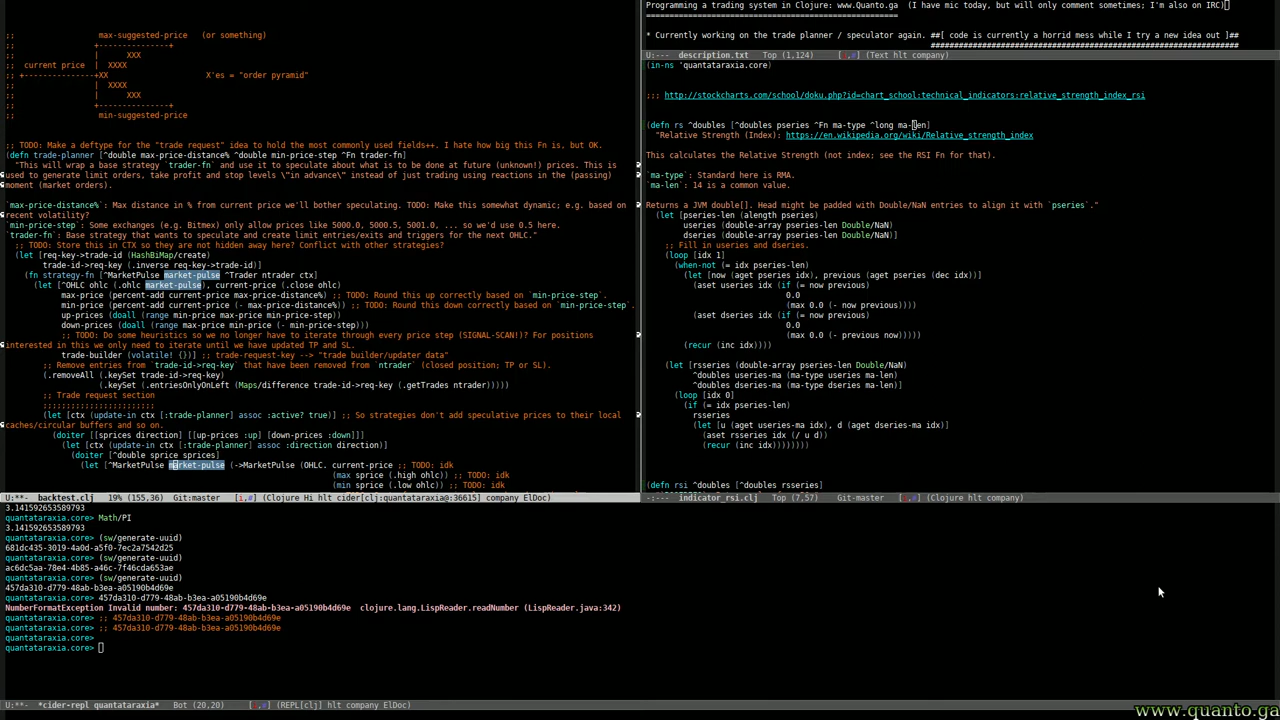 ;;              max-suggested-price   (or something)
;;             +---------------+
;;             |      XXX
;;  current price |  XXXX
;; +---------------+XX                     X'es = "order pyramid"
;;             |  XXXX
;;             |      XXX
;;             +---------------+
;;              min-suggested-price
;; TODO: Make a deftype for the "trade request" idea to hold the most commonly used fields++. I hate how big this Fn is, but OK.
(defn trade-planner [^double max-price-distance% ^double min-price-step ^Fn trader-fn]
"This will wrap a base strategy `trader-fn` and use it to speculate about what is to be done at future (unknown!) prices. This is
used to generate limit orders, take profit and stop levels \"in advance\" instead of just trading using reactions in the (passing)
moment (market orders).
`max-price-distance%`: Max distance in % from current price we'll bother speculating. TODO: Make this somewhat dynamic; e.g. based on
recent volatility?
`min-price-step`: Some exchanges (e.g. Bitmex) only allow prices like 5000.0, 5000.5, 5001.0, ... so we'd use 0.5 here.
`trader-fn`: Base strategy that wants to speculate and create limit entries/exits and triggers for the next OHLC."
;; TODO: Store this in CTX so they are not hidden away here? Conflict with other strategies?
(let [req-key->trade-id (HashBiMap/create)
trade-id->req-key (.inverse req-key->trade-id)]
(fn strategy-fn [^MarketPulse market-pulse ^Trader ntrader ctx]
(let [^OHLC ohlc (.ohlc market-pulse), current-price (.close ohlc)
max-price (percent-add current-price max-price-distance%) ;; TODO: Round this up correctly based on `min-price-step`.
min-price (percent-add current-price (- max-price-distance%)) ;; TODO: Round this down correctly based on `min-price-step`.
up-prices (doall (range min-price max-price min-price-step))
down-prices (doall (range max-price min-price (- min-price-step)))
;; TODO: Do some heuristics so we no longer have to iterate through every price step (SIGNAL-SCAN!)? For positions
interested in this we only need to iterate until we have updated TP and SL.
trade-builder (volatile! {})] ;; trade-request-key --> "trade builder/updater data"
;; Remove entries from `trade-id->req-key` that have been removed from `ntrader` (closed position; TP or SL).
(.removeAll (.keySet trade-id->req-key)
(.keySet (.entriesOnlyOnLeft (Maps/difference trade-id->req-key (.getTrades ntrader)))))
;; Trade request section
;;;;;;;;;;;;;;;;;;;;;;;;
(let [ctx (update-in ctx [:trade-planner] assoc :active? true)] ;; So strategies don't add speculative prices to their local
caches/circular buffers and so on.
(doiter [[sprices direction] [[up-prices :up] [down-prices :down]]]
(let [ctx (update-in ctx [:trade-planner] assoc :direction direction)]
(doiter [^double sprice sprices]
(let [^MarketPulse market-pulse (->MarketPulse (OHLC. current-price ;; TODO: idk
(max sprice (.high ohlc)) ;; TODO: idk
(min sprice (.low ohlc)) ;; TODO: idk
U:**-  backtest.clj   19% (155,36)   Git:master   [i,#] (Clojure Hi hlt cider[clj:quantataraxia@:36615] company ElDoc)
3.141592653589793
quantataraxia.core> Math/PI
3.141592653589793
quantataraxia.core> (sw/generate-uuid)
681dc435-3019-4a0d-a5f0-7ec2a7542d25
quantataraxia.core> (sw/generate-uuid)
ac6dc5aa-78e4-4b85-a46c-7f46cda653ae
quantataraxia.core> (sw/generate-uuid)
457da310-d779-48ab-b3ea-a05190b4d69e
quantataraxia.core> 457da310-d779-48ab-b3ea-a05190b4d69e
NumberFormatException Invalid number: 457da310-d779-48ab-b3ea-a05190b4d69e  clojure.lang.LispReader.readNumber (LispReader.java:342)
quantataraxia.core> ;; 457da310-d779-48ab-b3ea-a05190b4d69e
quantataraxia.core> ;; 457da310-d779-48ab-b3ea-a05190b4d69e
quantataraxia.core>
quantataraxia.core>
U:**-  *cider-repl quantataraxia*   Bot (20,20)   [i,#] (REPL[clj] hlt company ElDoc)
Programming a trading system in Clojure: www.Quanto.ga  (I have mic today, but will only comment sometimes; I'm also on IRC)
==================================================
* Currently working on the trade planner / speculator again. ##[ code is currently a horrid mess while I try a new idea out ]##
#############################################################
U:---  description.txt   Top (1,124)   [i,#] (Text hlt company)
(in-ns 'quantataraxia.core)
;;; http://stockcharts.com/school/doku.php?id=chart_school:technical_indicators:relative_strength_index_rsi
(defn rs ^doubles [^doubles pseries ^Fn ma-type ^long ma-len]
"Relative Strength (Index): https://en.wikipedia.org/wiki/Relative_strength_index
This calculates the Relative Strength (not index; see the RSI Fn for that).
`ma-type`: Standard here is RMA.
`ma-len`: 14 is a common value.
Returns a JVM double[]. Head might be padded with Double/NaN entries to align it with `pseries`."
(let [pseries-len (alength pseries)
useries (double-array pseries-len Double/NaN)
dseries (double-array pseries-len Double/NaN)]
;; Fill in useries and dseries.
(loop [idx 1]
(when-not (= idx pseries-len)
(let [now (aget pseries idx), previous (aget pseries (dec idx))]
(aset useries idx (if (= now previous)
0.0
(max 0.0 (- now previous))))
(aset dseries idx (if (= now previous)
0.0
(max 0.0 (- previous now)))))
(recur (inc idx))))
(let [rsseries (double-array pseries-len Double/NaN)
^doubles useries-ma (ma-type useries ma-len)
^doubles dseries-ma (ma-type dseries ma-len)]
(loop [idx 0]
(if (= idx pseries-len)
rsseries
(let [u (aget useries-ma idx), d (aget dseries-ma idx)]
(aset rsseries idx (/ u d))
(recur (inc idx))))))))
(defn rsi ^doubles [^doubles rsseries]
-:---  indicator_rsi.clj   Top (7,57)   Git-master   [i,#] (Clojure hlt company)
www.quanto.ga